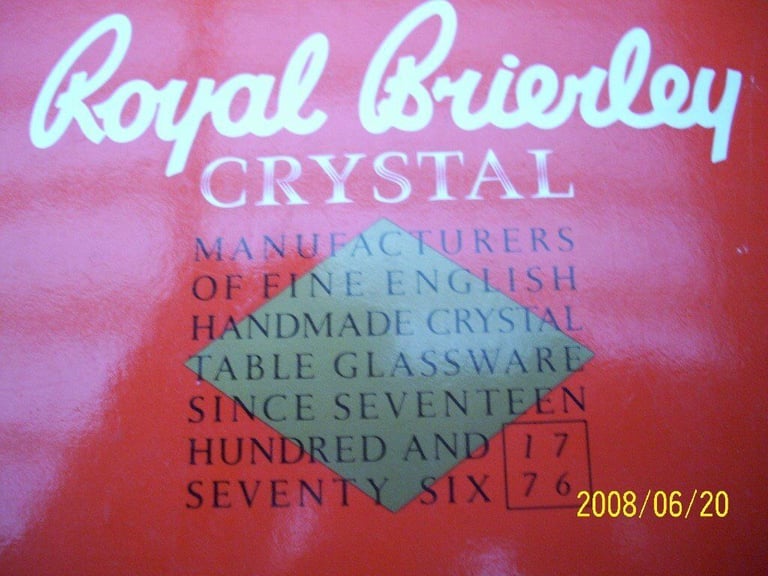 Royal Brierley
CRYSTAL
MANUFACTURERS
OF FINE ENGLISH
HANDMADE CRYSTAL
TABLE GLASSWARE
SINCE SEVENTEEN
HUNDRED AND
SEVENTY SIX
17
76
2008/06/20